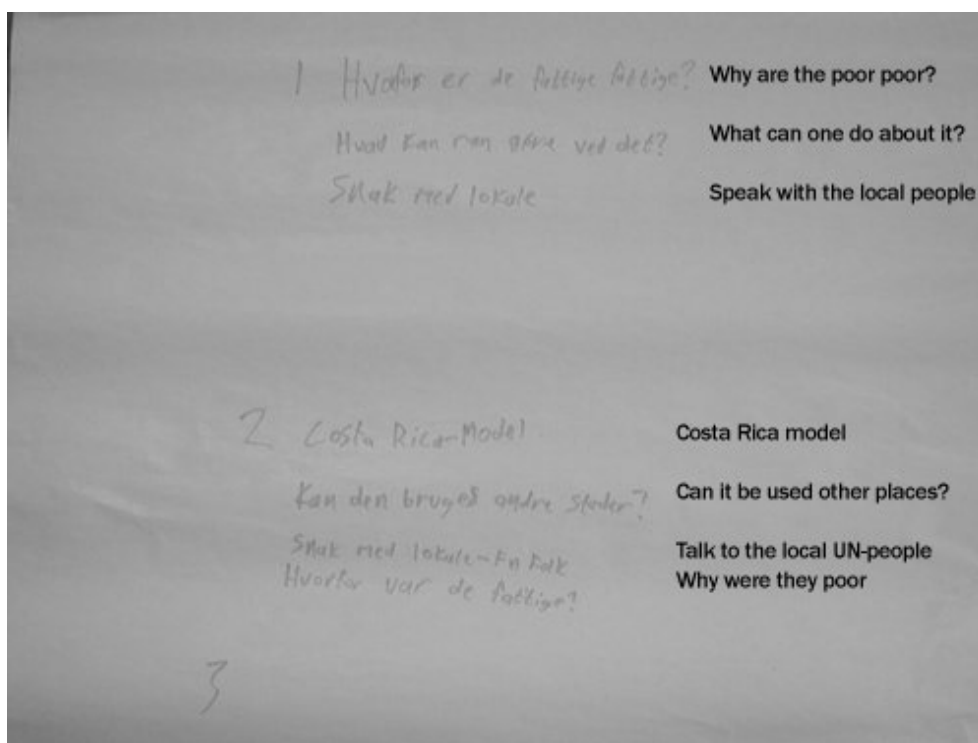 1 Hvofor er de fattige fattige? Why are the poor poor?
Hvad kan man gøre ved det? What can one do about it?
Snak med lokale Speak with the local people
2 Costa Rica-Model Costa Rica model
Kan den bruges andre steder? Can it be used other places?
Snak med lokale-Fn Folk Talk to the local UN-people
Hvorfor var de fattige? Why were they poor
3